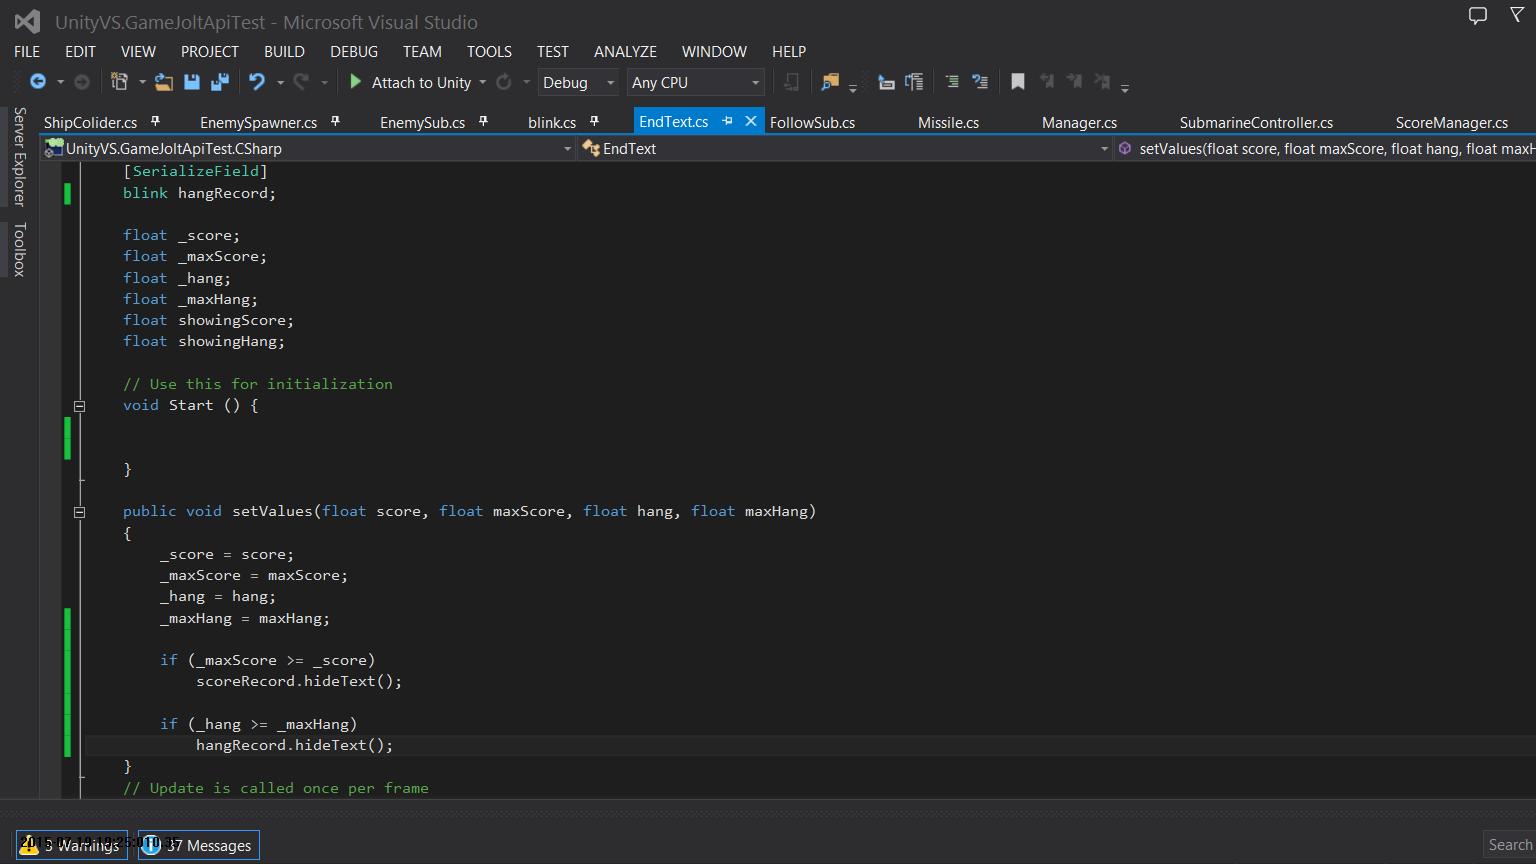 UnityVS.GameJoltApiTest - Microsoft Visual Studio
FILE EDIT VIEW PROJECT BUILD DEBUG TEAM TOOLS TEST ANALYZE WINDOW HELP
Attach to Unity Debug Any CPU
Server Explorer
Toolbox
ShipColider.cs EnemySpawner.cs EnemySub.cs blink.cs EndText.cs FollowSub.cs Missile.cs Manager.cs SubmarineController.cs ScoreManager.cs
UnityVS.GameJoltApiTest.CSharp EndText setValues(float score, float maxScore, float hang, float maxH
[SerializeField]
blink hangRecord;
float _score;
float _maxScore;
float _hang;
float _maxHang;
float showingScore;
float showingHang;
// Use this for initialization
void Start () {
}
public void setValues(float score, float maxScore, float hang, float maxHang)
{
_score = score;
_maxScore = maxScore;
_hang = hang;
_maxHang = maxHang;
if (_maxScore >= _score)
scoreRecord.hideText();
if (_hang >= _maxHang)
hangRecord.hideText();
}
// Update is called once per frame
3 Warnings 37 Messages Search